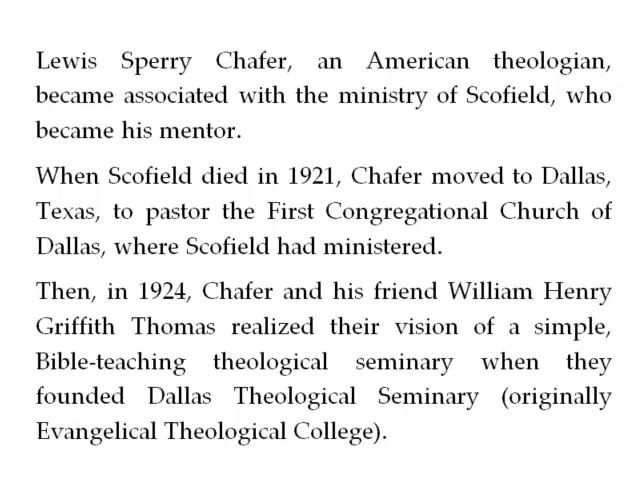 Lewis Sperry Chafer, an American theologian,
became associated with the ministry of Scofield, who
became his mentor.
When Scofield died in 1921, Chafer moved to Dallas,
Texas, to pastor the First Congregational Church of
Dallas, where Scofield had ministered.
Then, in 1924, Chafer and his friend William Henry
Griffith Thomas realized their vision of a simple,
Bible-teaching theological seminary when they
founded Dallas Theological Seminary (originally
Evangelical Theological College).